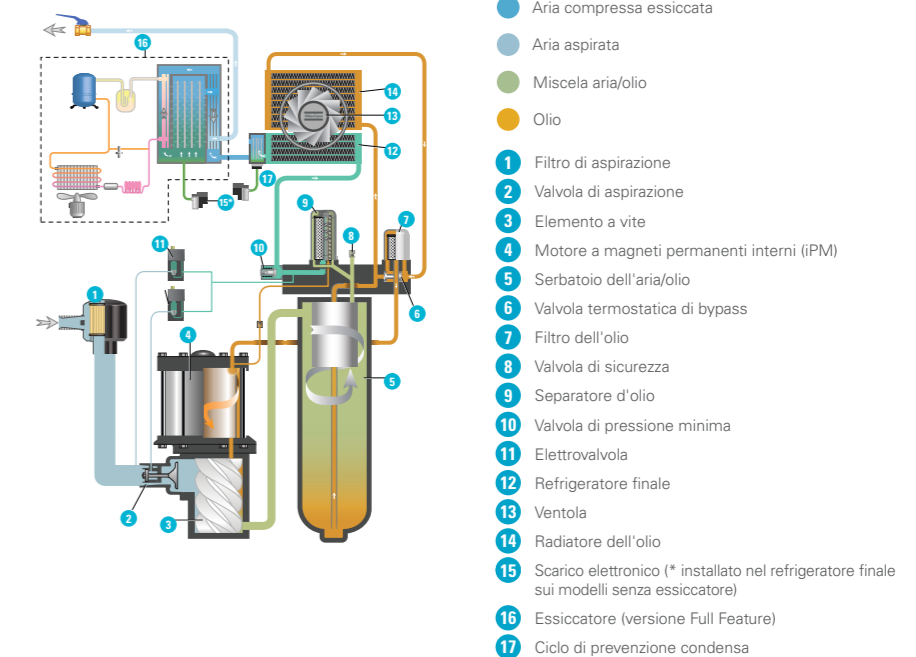 Aria compressa essiccata
Aria aspirata
Miscela aria/olio
Olio
1 Filtro di aspirazione
2 Valvola di aspirazione
3 Elemento a vite
4 Motore a magneti permanenti interni (iPM)
5 Serbatoio dell'aria/olio
6 Valvola termostatica di bypass
7 Filtro dell'olio
8 Valvola di sicurezza
9 Separatore d'olio
10 Valvola di pressione minima
11 Elettrovalvola
12 Refrigeratore finale
13 Ventola
14 Radiatore dell'olio
15 Scarico elettronico (* installato nel refrigeratore finale
sui modelli senza essiccatore)
16 Essiccatore (versione Full Feature)
17 Ciclo di prevenzione condensa
16
14
13
12
17
15*
9
7
8
11
10
6
1
4
5
2
3